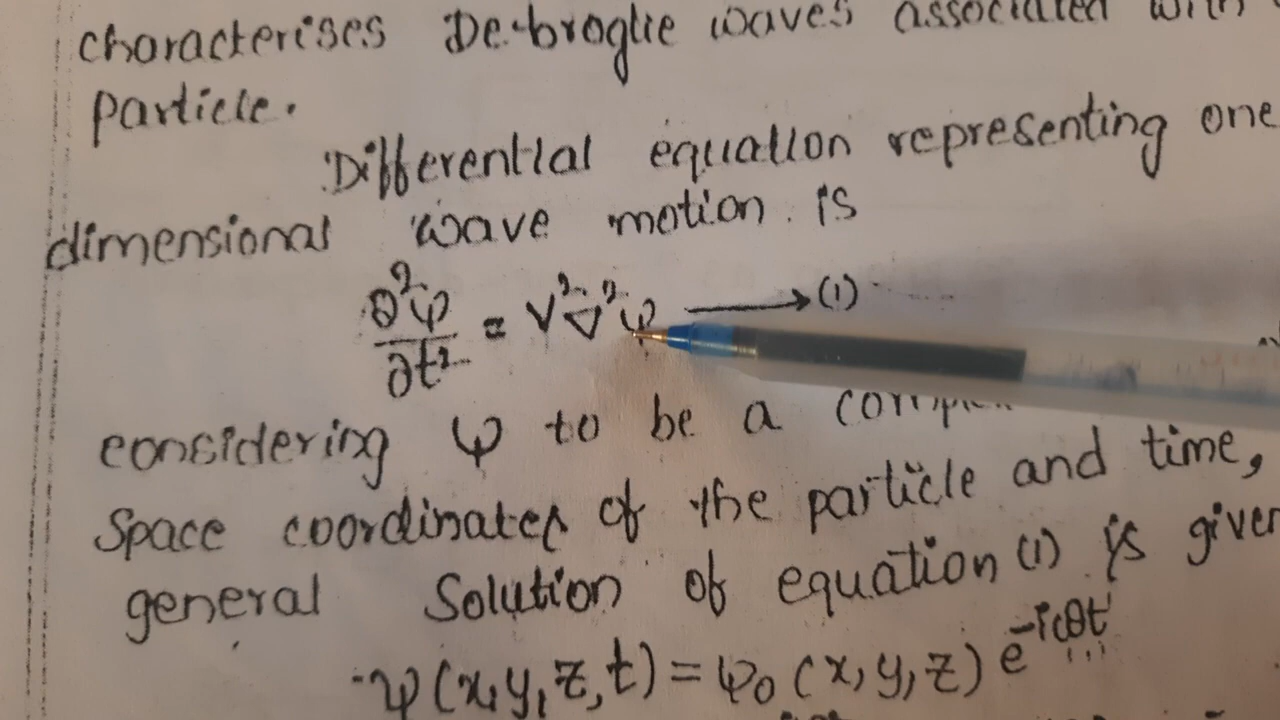 characterises De-broglie waves associated with
particle.
Differential equation representing one
dimensional wave motion is
∂²ψ/∂t² = V²∇²ψ → (1)
considering ψ to be a
space coordinates of the particle and time,
general solution of equation (1) is given
ψ(x,y,z,t) = ψ₀(x,y,z) e^-iωt